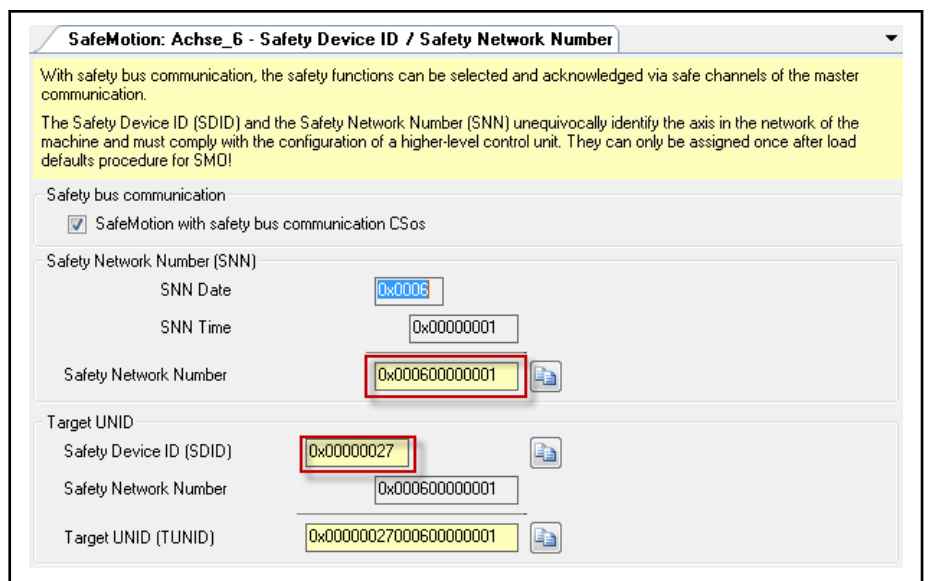 SafeMotion: Achse_6 - Safety Device ID / Safety Network Number
With safety bus communication, the safety functions can be selected and acknowledged via safe channels of the master
communication.
The Safety Device ID (SDID) and the Safety Network Number (SNN) unequivocally identify the axis in the network of the
machine and must comply with the configuration of a higher-level control unit. They can only be assigned once after load
defaults procedure for SMO!
Safety bus communication
SafeMotion with safety bus communication CSos
Safety Network Number (SNN)
SNN Date 0x0006
SNN Time 0x00000001
Safety Network Number 0x000600000001
Target UNID
Safety Device ID (SDID) 0x00000027
Safety Network Number 0x000600000001
Target UNID (TUNID) 0x00000027000600000001